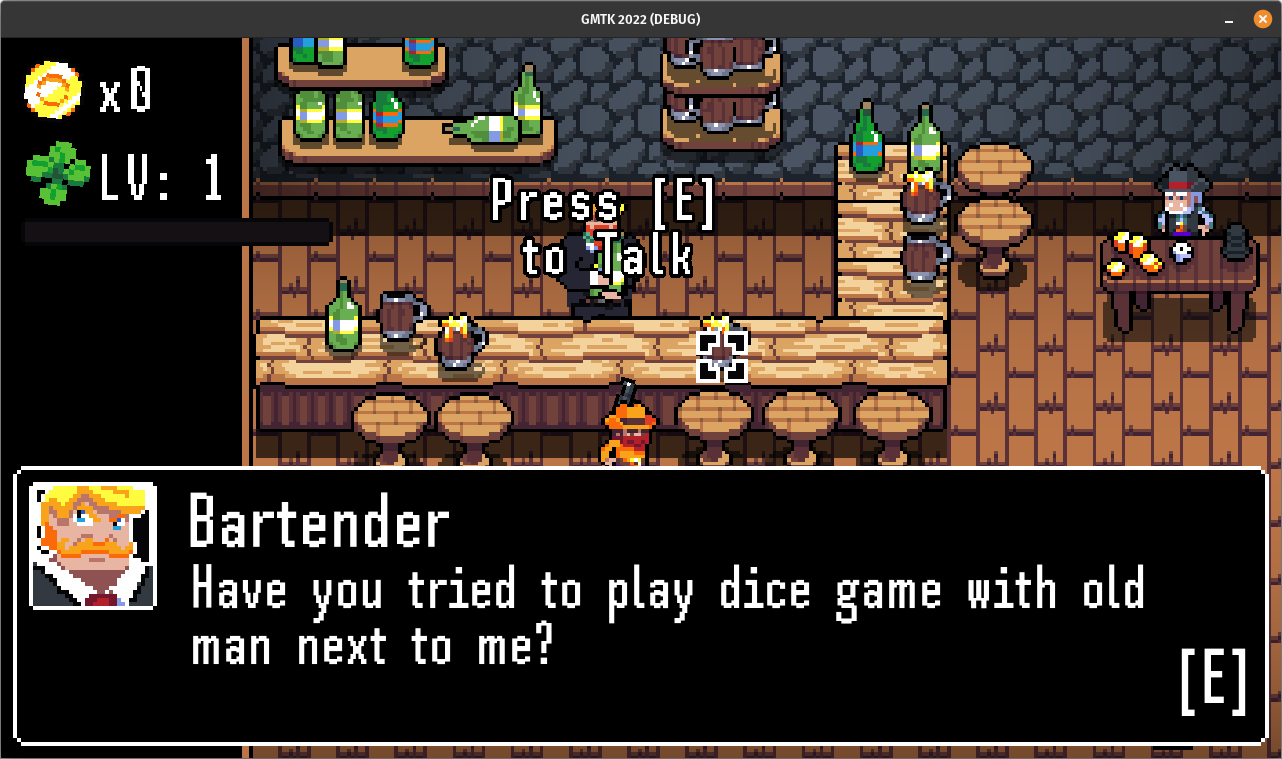 GMTK 2022 (DEBUG)
x0
LV: 1
Press [E]
to Talk
Bartender
Have you tried to play dice game with old
man next to me?
[E]